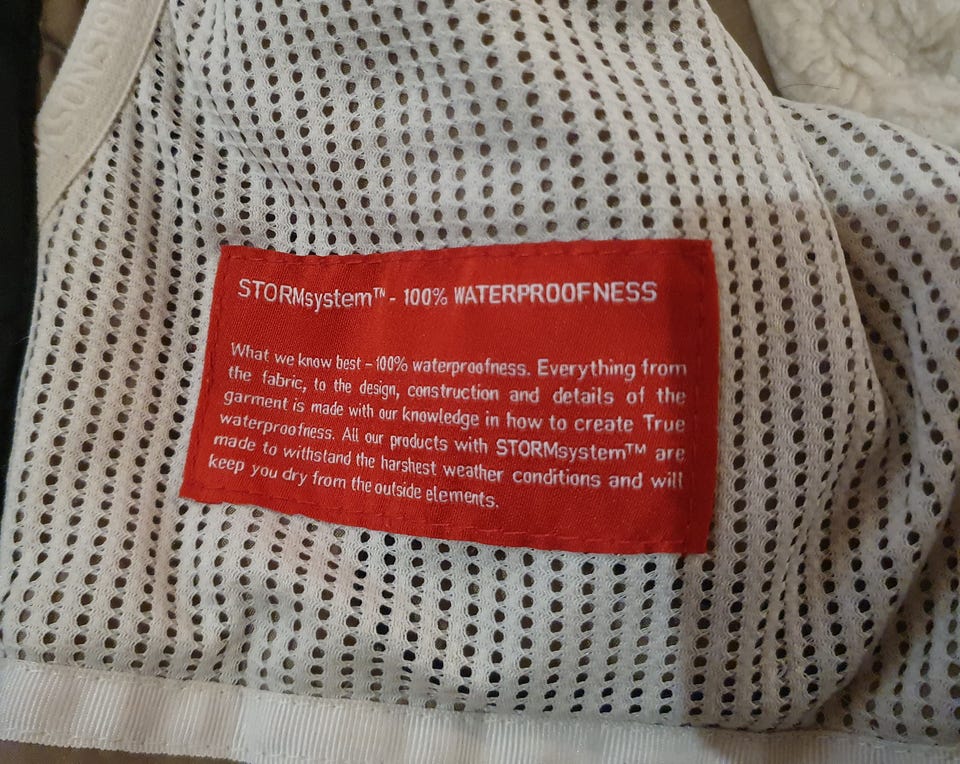 STORMsystem™ - 100% WATERPROOFNESS
What we know best – 100% waterproofness. Everything from
the fabric, to the design, construction and details of the
garment is made with our knowledge in how to create True
waterproofness. All our products with STORMsystem™ are
made to withstand the harshest weather conditions and will
keep you dry from the outside elements.